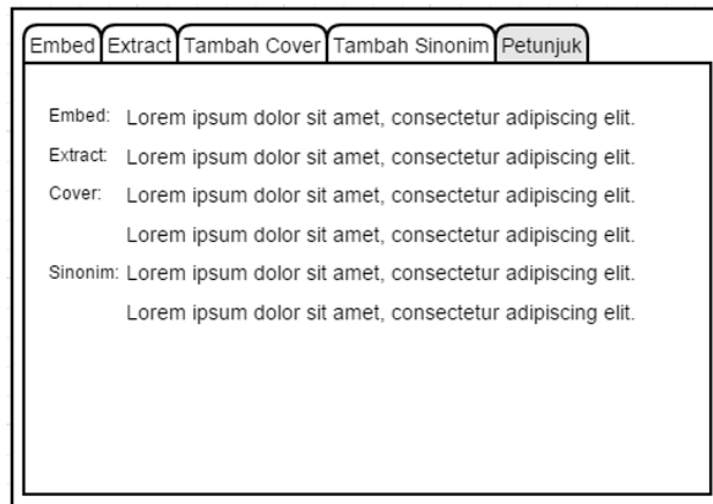 Embed Extract Tambah Cover Tambah Sinonim Petunjuk
Embed: Lorem ipsum dolor sit amet, consectetur adipiscing elit.
Extract: Lorem ipsum dolor sit amet, consectetur adipiscing elit.
Cover: Lorem ipsum dolor sit amet, consectetur adipiscing elit.
Lorem ipsum dolor sit amet, consectetur adipiscing elit.
Sinonim: Lorem ipsum dolor sit amet, consectetur adipiscing elit.
Lorem ipsum dolor sit amet, consectetur adipiscing elit.